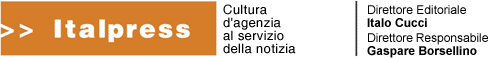 >> Italpress
Cultura
d'agenzia
al servizio
della notizia
Direttore Editoriale
Italo Cucci
Direttore Responsabile
Gaspare Borsellino